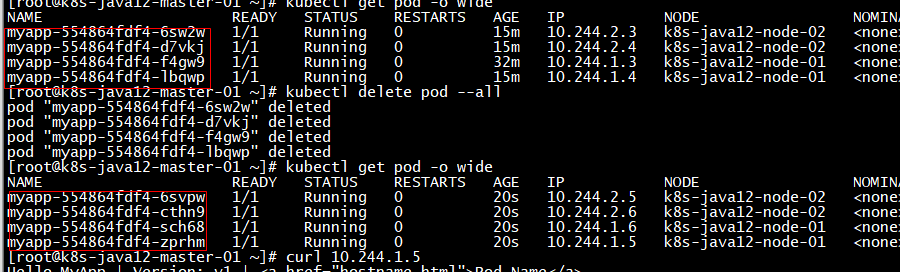 [root@k8s-java12-master-01 ~]# kubectl get pod -o wide
NAME READY STATUS RESTARTS AGE IP NODE NOMINA
myapp-554864fdf4-6sw2w 1/1 Running 0 15m 10.244.2.3 k8s-java12-node-02 <none>
myapp-554864fdf4-d7vkj 1/1 Running 0 15m 10.244.2.4 k8s-java12-node-02 <none>
myapp-554864fdf4-f4gw9 1/1 Running 0 32m 10.244.1.3 k8s-java12-node-01 <none>
myapp-554864fdf4-lbqwp 1/1 Running 0 15m 10.244.1.4 k8s-java12-node-01 <none>
[root@k8s-java12-master-01 ~]# kubectl delete pod --all
pod "myapp-554864fdf4-6sw2w" deleted
pod "myapp-554864fdf4-d7vkj" deleted
pod "myapp-554864fdf4-f4gw9" deleted
pod "myapp-554864fdf4-lbqwp" deleted
[root@k8s-java12-master-01 ~]# kubectl get pod -o wide
NAME READY STATUS RESTARTS AGE IP NODE NOMINA
myapp-554864fdf4-6svpw 1/1 Running 0 20s 10.244.2.5 k8s-java12-node-02 <none>
myapp-554864fdf4-cthn9 1/1 Running 0 20s 10.244.2.6 k8s-java12-node-02 <none>
myapp-554864fdf4-sch68 1/1 Running 0 20s 10.244.1.6 k8s-java12-node-01 <none>
myapp-554864fdf4-zprhm 1/1 Running 0 20s 10.244.1.5 k8s-java12-node-01 <none>
[root@k8s-java12-master-01 ~]# curl 10.244.1.5
Hello MyApp | Version: v1 | <a href="hostname.html">Pod Name</a>